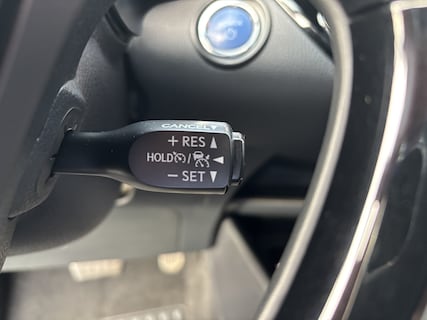 CANCEL▼
+ RES ▲
HOLD / ◀
− SET ▼